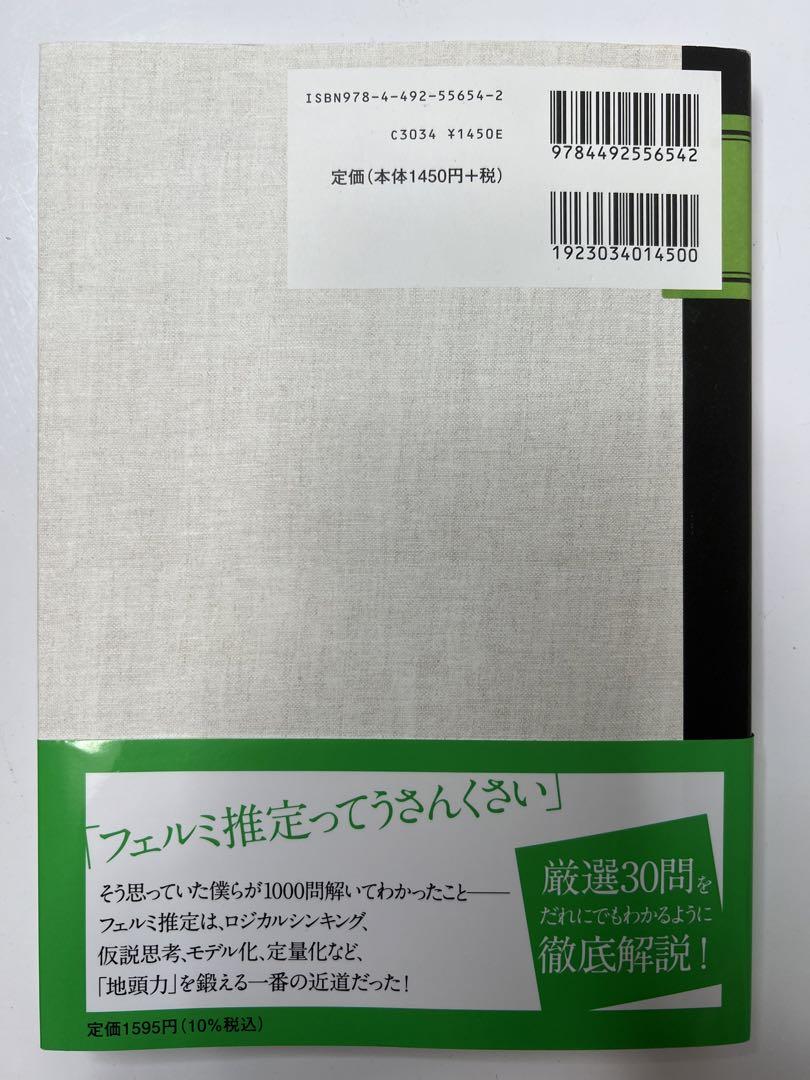 ISBN978-4-492-55654-2
C3034 ¥1450E
定価(本体1450円+税)
9784492556542
1923034014500
「フェルミ推定ってうさんくさい」
そう思っていた僕らが1000問解いてわかったこと──
フェルミ推定は、ロジカルシンキング、
仮説思考、モデル化、定量化など、
「地頭力」を鍛える一番の近道だった!
厳選30問を
だれにでもわかるように
徹底解説!
定価1595円(10%税込)